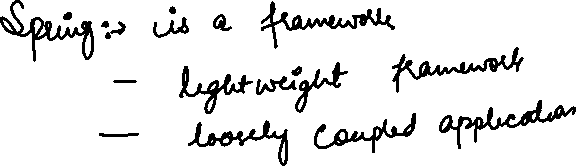 Spring :→ is a framework
— lightweight framework
— loosely coupled application